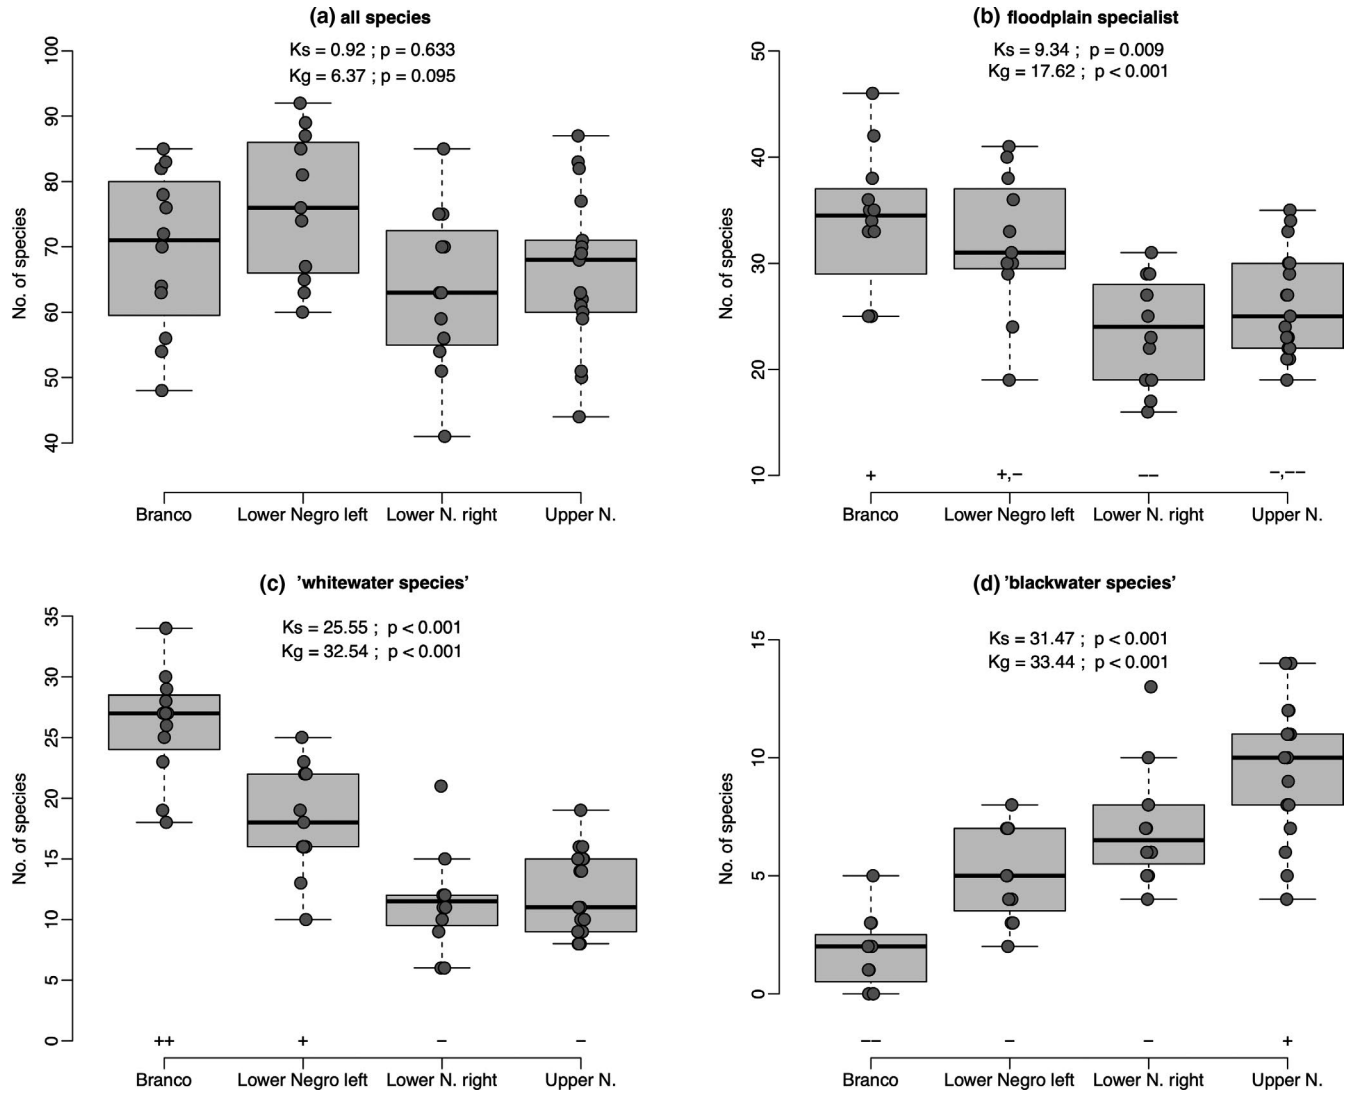 (a) all species
Ks = 0.92 ; p = 0.633
Kg = 6.37 ; p = 0.095
No. of species
100
90
80
70
60
50
40
Branco Lower Negro left Lower N. right Upper N.
(b) floodplain specialist
Ks = 9.34 ; p = 0.009
Kg = 17.62 ; p < 0.001
No. of species
50
40
30
20
10
+ +,− −− −,−−
Branco Lower Negro left Lower N. right Upper N.
(c) 'whitewater species'
Ks = 25.55 ; p < 0.001
Kg = 32.54 ; p < 0.001
No. of species
35
30
25
20
15
10
5
0
++ + − −
Branco Lower Negro left Lower N. right Upper N.
(d) 'blackwater species'
Ks = 31.47 ; p < 0.001
Kg = 33.44 ; p < 0.001
No. of species
15
10
5
0
−− − − +
Branco Lower Negro left Lower N. right Upper N.